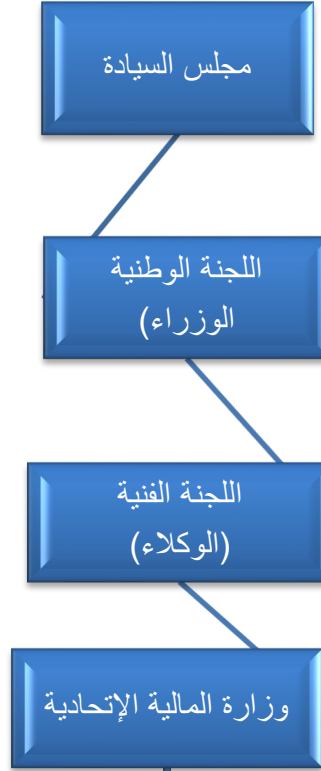 مجلس السيادة
اللجنة الوطنية
الوزراء)
اللجنة الفنية
(الوكلاء)
وزارة المالية الإتحادية